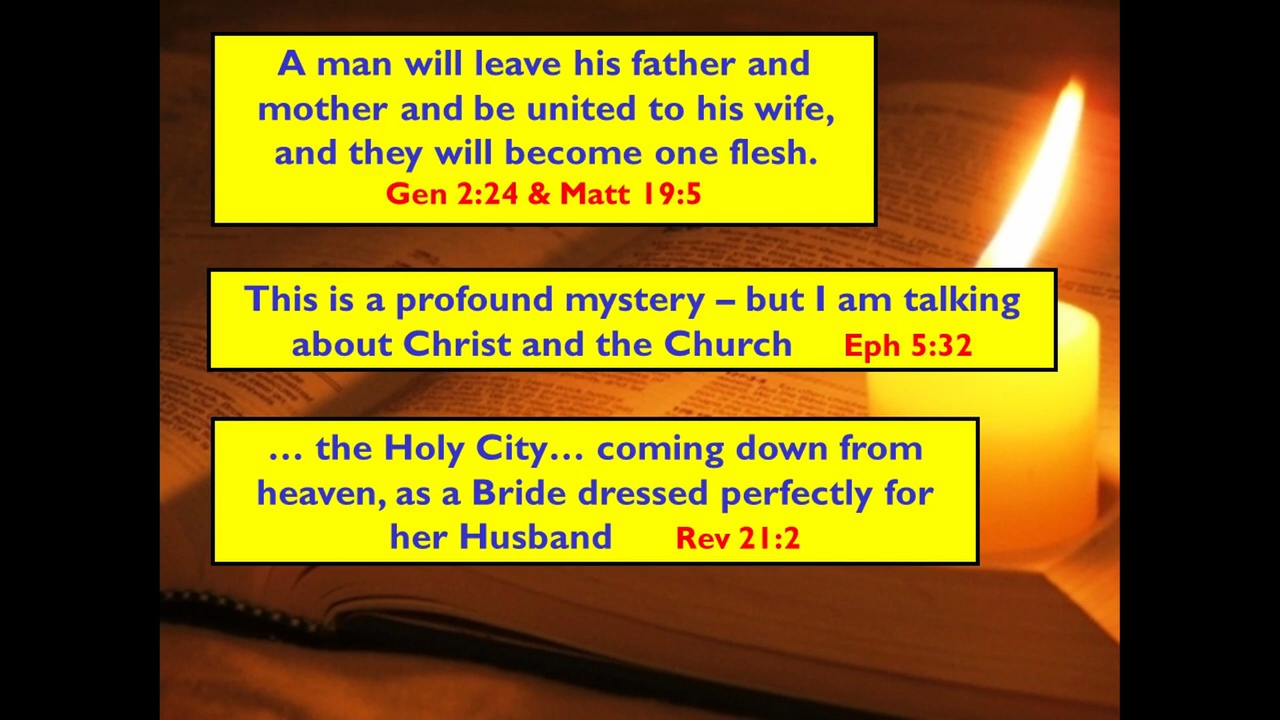 A man will leave his father and
mother and be united to his wife,
and they will become one flesh.
Gen 2:24 & Matt 19:5
This is a profound mystery – but I am talking
about Christ and the Church Eph 5:32
… the Holy City… coming down from
heaven, as a Bride dressed perfectly for
her Husband Rev 21:2